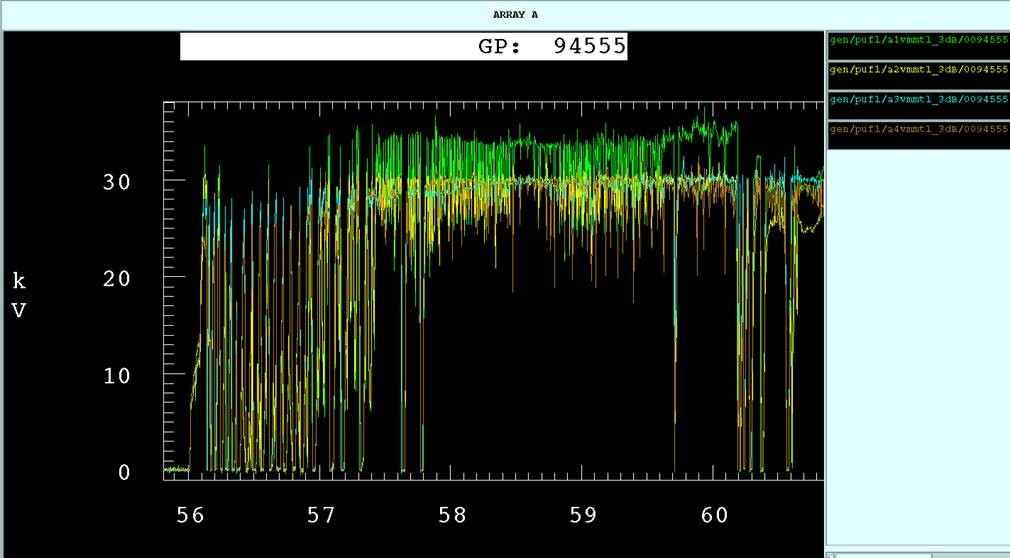 ARRAY A
GP: 94555
gen/puf1/a1vmmt1_3dB/0094555
gen/puf1/a2vmmt1_3dB/0094555
gen/puf1/a3vmmt1_3dB/0094555
gen/puf1/a4vmmt1_3dB/0094555
30
k
20
V
10
0
56 57 58 59 60